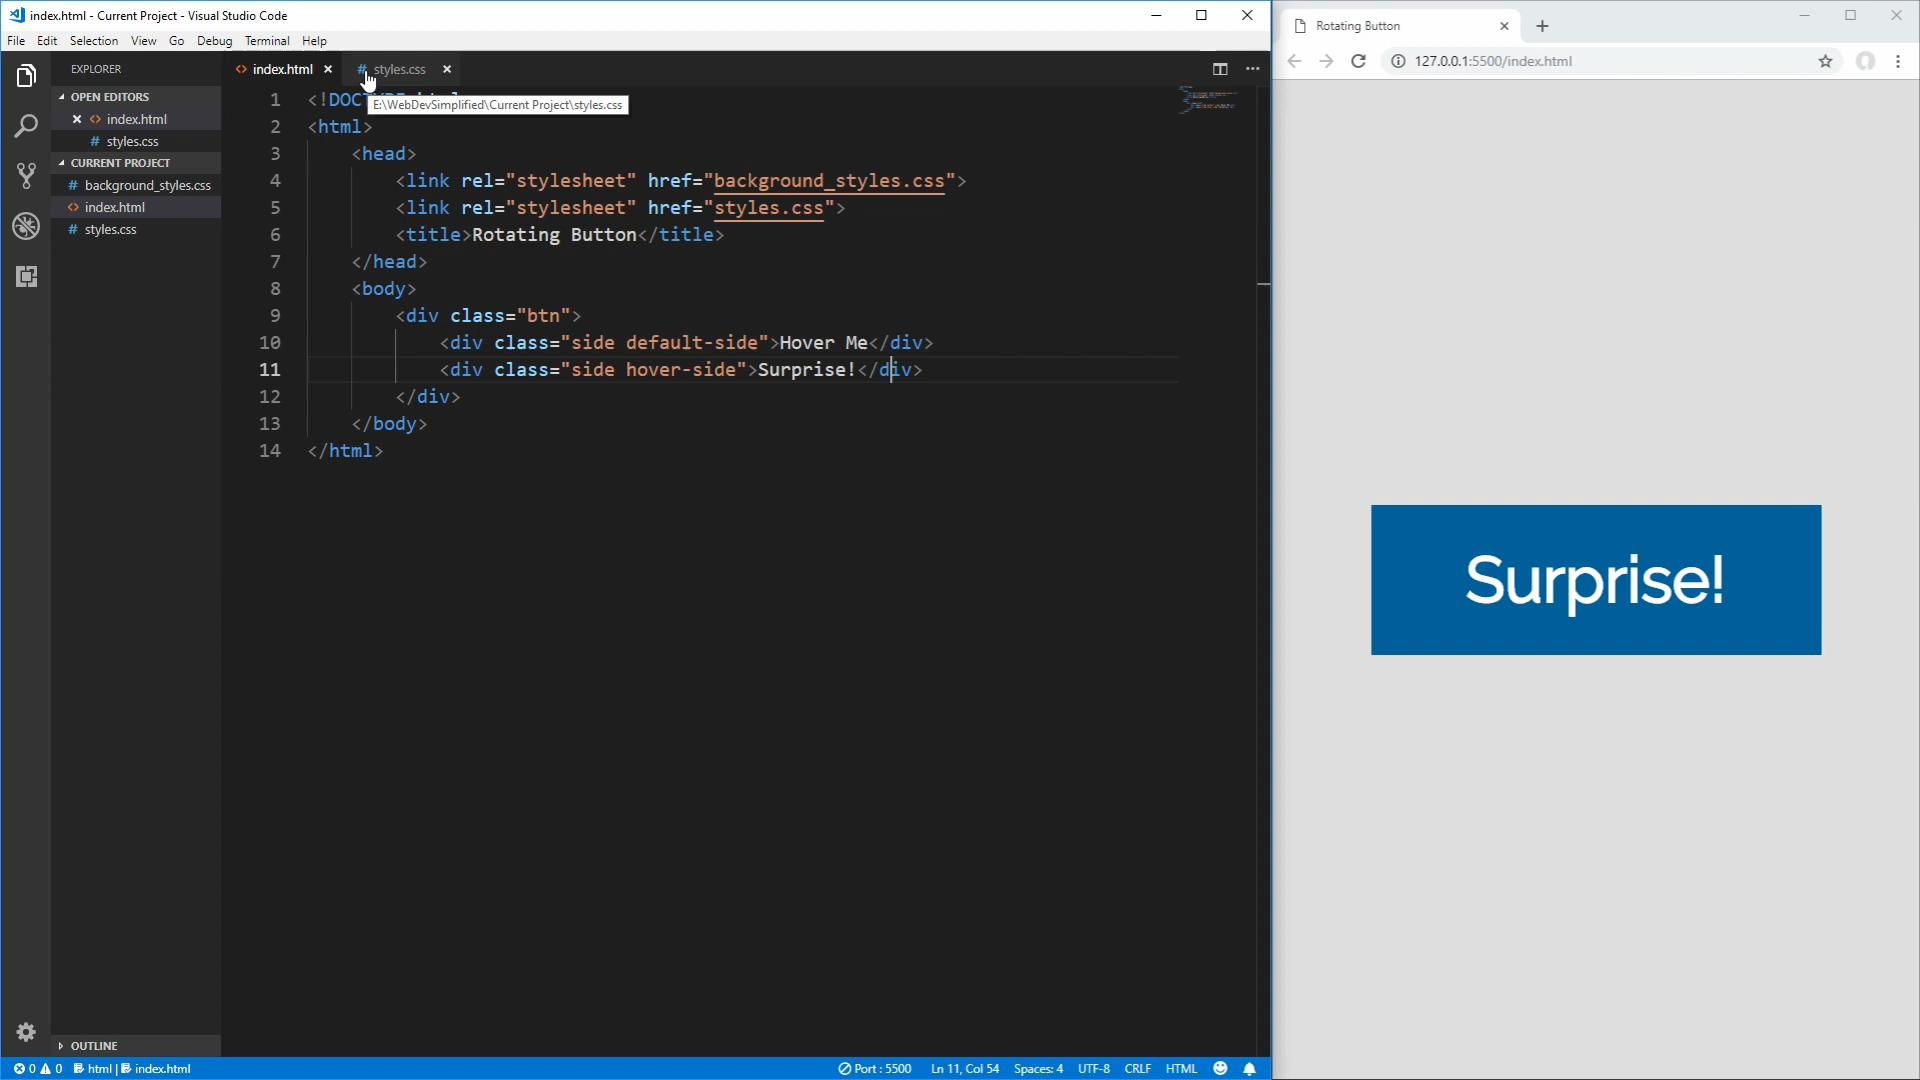 index.html - Current Project - Visual Studio Code
File Edit Selection View Go Debug Terminal Help
EXPLORER
OPEN EDITORS
index.html
styles.css
CURRENT PROJECT
background_styles.css
index.html
styles.css
OUTLINE
index.html
styles.css
E:\WebDevSimplified\Current Project\styles.css
1 <!DOC
2 <html>
3 <head>
4 <link rel="stylesheet" href="background_styles.css">
5 <link rel="stylesheet" href="styles.css">
6 <title>Rotating Button</title>
7 </head>
8 <body>
9 <div class="btn">
10 <div class="side default-side">Hover Me</div>
11 <div class="side hover-side">Surprise!</div>
12 </div>
13 </body>
14 </html>
0 0 html | index.html Port : 5500 Ln 11, Col 54 Spaces: 4 UTF-8 CRLF HTML
Rotating Button
127.0.0.1:5500/index.html
Surprise!